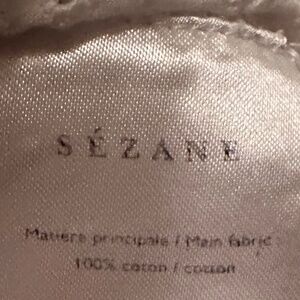 SÉZANE
Matière principale / Main fabric
100% coton / cotton